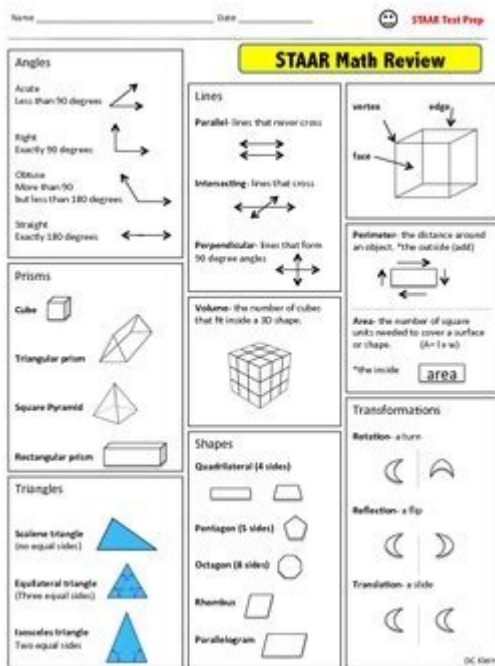 Name
Date
STAAR Test Prep
STAAR Math Review
Angles
Acute
Less than 90 degrees
Right
Exactly 90 degrees
Obtuse
More than 90
but less than 180 degrees
Straight
Exactly 180 degrees
Prisms
Cube
Triangular prism
Square Pyramid
Rectangular prism
Triangles
Scalene triangle
(no equal sides)
Equilateral triangle
(Three equal sides)
Isosceles triangle
Two equal sides
Lines
Parallel- lines that never cross
Intersecting- lines that cross
Perpendicular- lines that form
90 degree angles
Volume- the number of cubes
that fit inside a 3D shape.
Shapes
Quadrilateral (4 sides)
Pentagon (5 sides)
Octagon (8 sides)
Rhombus
Parallelogram
vertex edge
face
Perimeter- the distance around
an object. *the outside (add)
Area- the number of square
units needed to cover a surface
or shape. (A= l x w)
*the inside area
Transformations
Rotation- a turn
Reflection- a flip
Translation- a slide
DC Klein